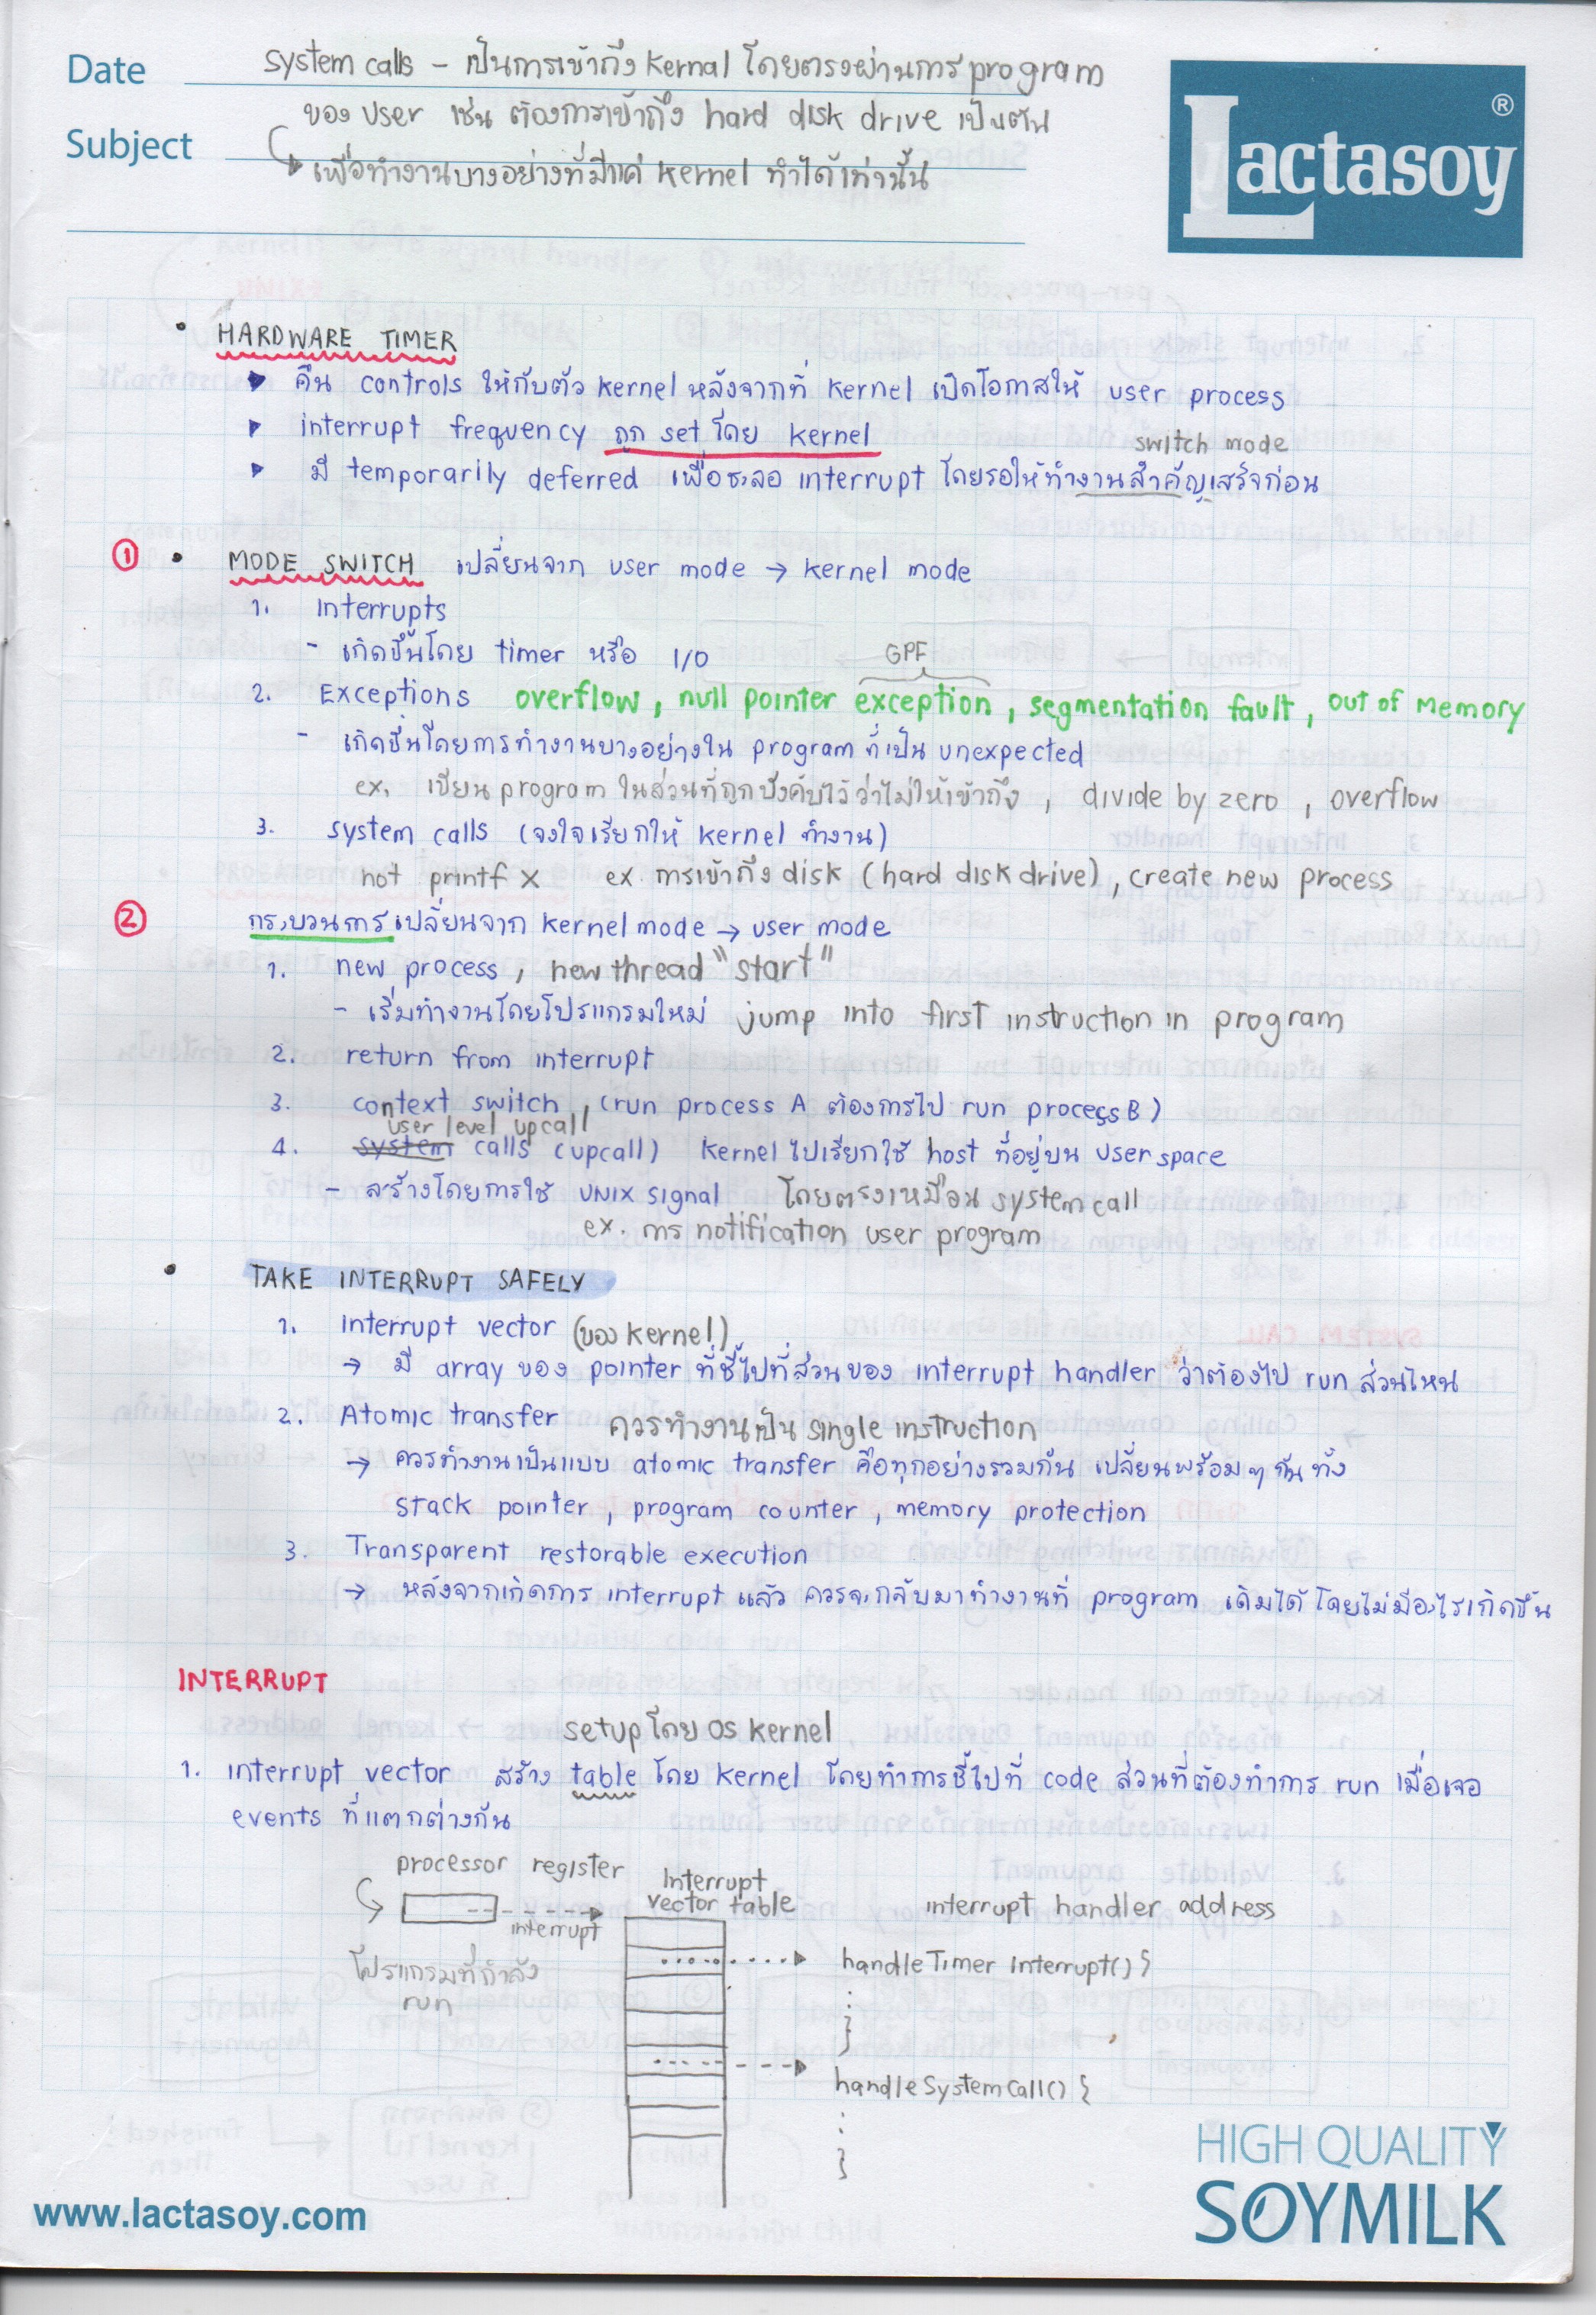 Date
system calls – เป็นการเข้าถึง kernal โดยตรงผ่านการ program
ของ user เช่น ต้องการเข้าถึง hard disk drive เป็นต้น
Subject
เพื่อทำงานบางอย่างที่มีแค่ kernel ทำได้เท่านั้น
Lactasoy ®
• HARDWARE TIMER
▸ คืน controls ให้กับตัว kernel หลังจากที่ kernel เปิดโอกาสให้ user process
▸ interrupt frequency ถูก set โดย kernel
switch mode
▸ มี temporarily deferred เพื่อชะลอ interrupt โดยรอให้ทำงานสำคัญเสร็จก่อน
① • MODE SWITCH เปลี่ยนจาก user mode → kernel mode
1. Interrupts
- เกิดขึ้นโดย timer หรือ I/O
GPF
2. Exceptions overflow, null pointer exception, segmentation fault, out of memory
- เกิดขึ้นโดยการทำงานบางอย่างใน program ที่เป็น unexpected
ex. เขียน program ในส่วนที่ถูกบังคับไว้ว่าไม่ให้เข้าถึง, divide by zero, overflow
3. system calls (จงใจเรียกให้ kernel ทำงาน)
not printf x ex. การเข้าถึง disk (hard disk drive), create new process
② กระบวนการเปลี่ยนจาก kernel mode → user mode
1. new process, new thread "start"
- เริ่มทำงานโดยโปรแกรมใหม่ jump into first instruction in program
2. return from interrupt
3. context switch, (run process A ต้องการไป run process B)
user level upcall
4. system calls (upcall) kernel ไปเรียกใช้ host ที่อยู่บน user space
- สร้างโดยการใช้ UNIX signal โดยตรงเหมือน system call
ex. การ notification user program
• TAKE INTERRUPT SAFELY
1. Interrupt vector (ของ kernel)
→ มี array ของ pointer ที่ชี้ไปที่ส่วนของ interrupt handler ว่าต้องไป run ส่วนไหน
2. Atomic transfer ควรทำงานเป็น single instruction
→ ควรทำงานเป็นแบบ atomic transfer คือทุกอย่างรวมกัน เปลี่ยนพร้อมๆ กัน ทั้ง
stack pointer, program counter, memory protection
3. Transparent restorable execution
→ หลังจากเกิดการ interrupt แล้ว ควรจะกลับมาทำงานที่ program เดิมได้ โดยไม่มีอะไรเกิดขึ้น
INTERRUPT
setup โดย OS kernel
1. interrupt vector สร้าง table โดย kernel โดยทำการชี้ไปที่ code ส่วนที่ต้องทำการ run เมื่อเจอ
events ที่แตกต่างกัน
processor register
Interrupt
vector table
interrupt handler address
interrupt
โปรแกรมที่กำลัง
run
handleTimer Interrupt() {
:
}
handleSystemCall() {
:
}
HIGH QUALITY
SOYMILK
www.lactasoy.com